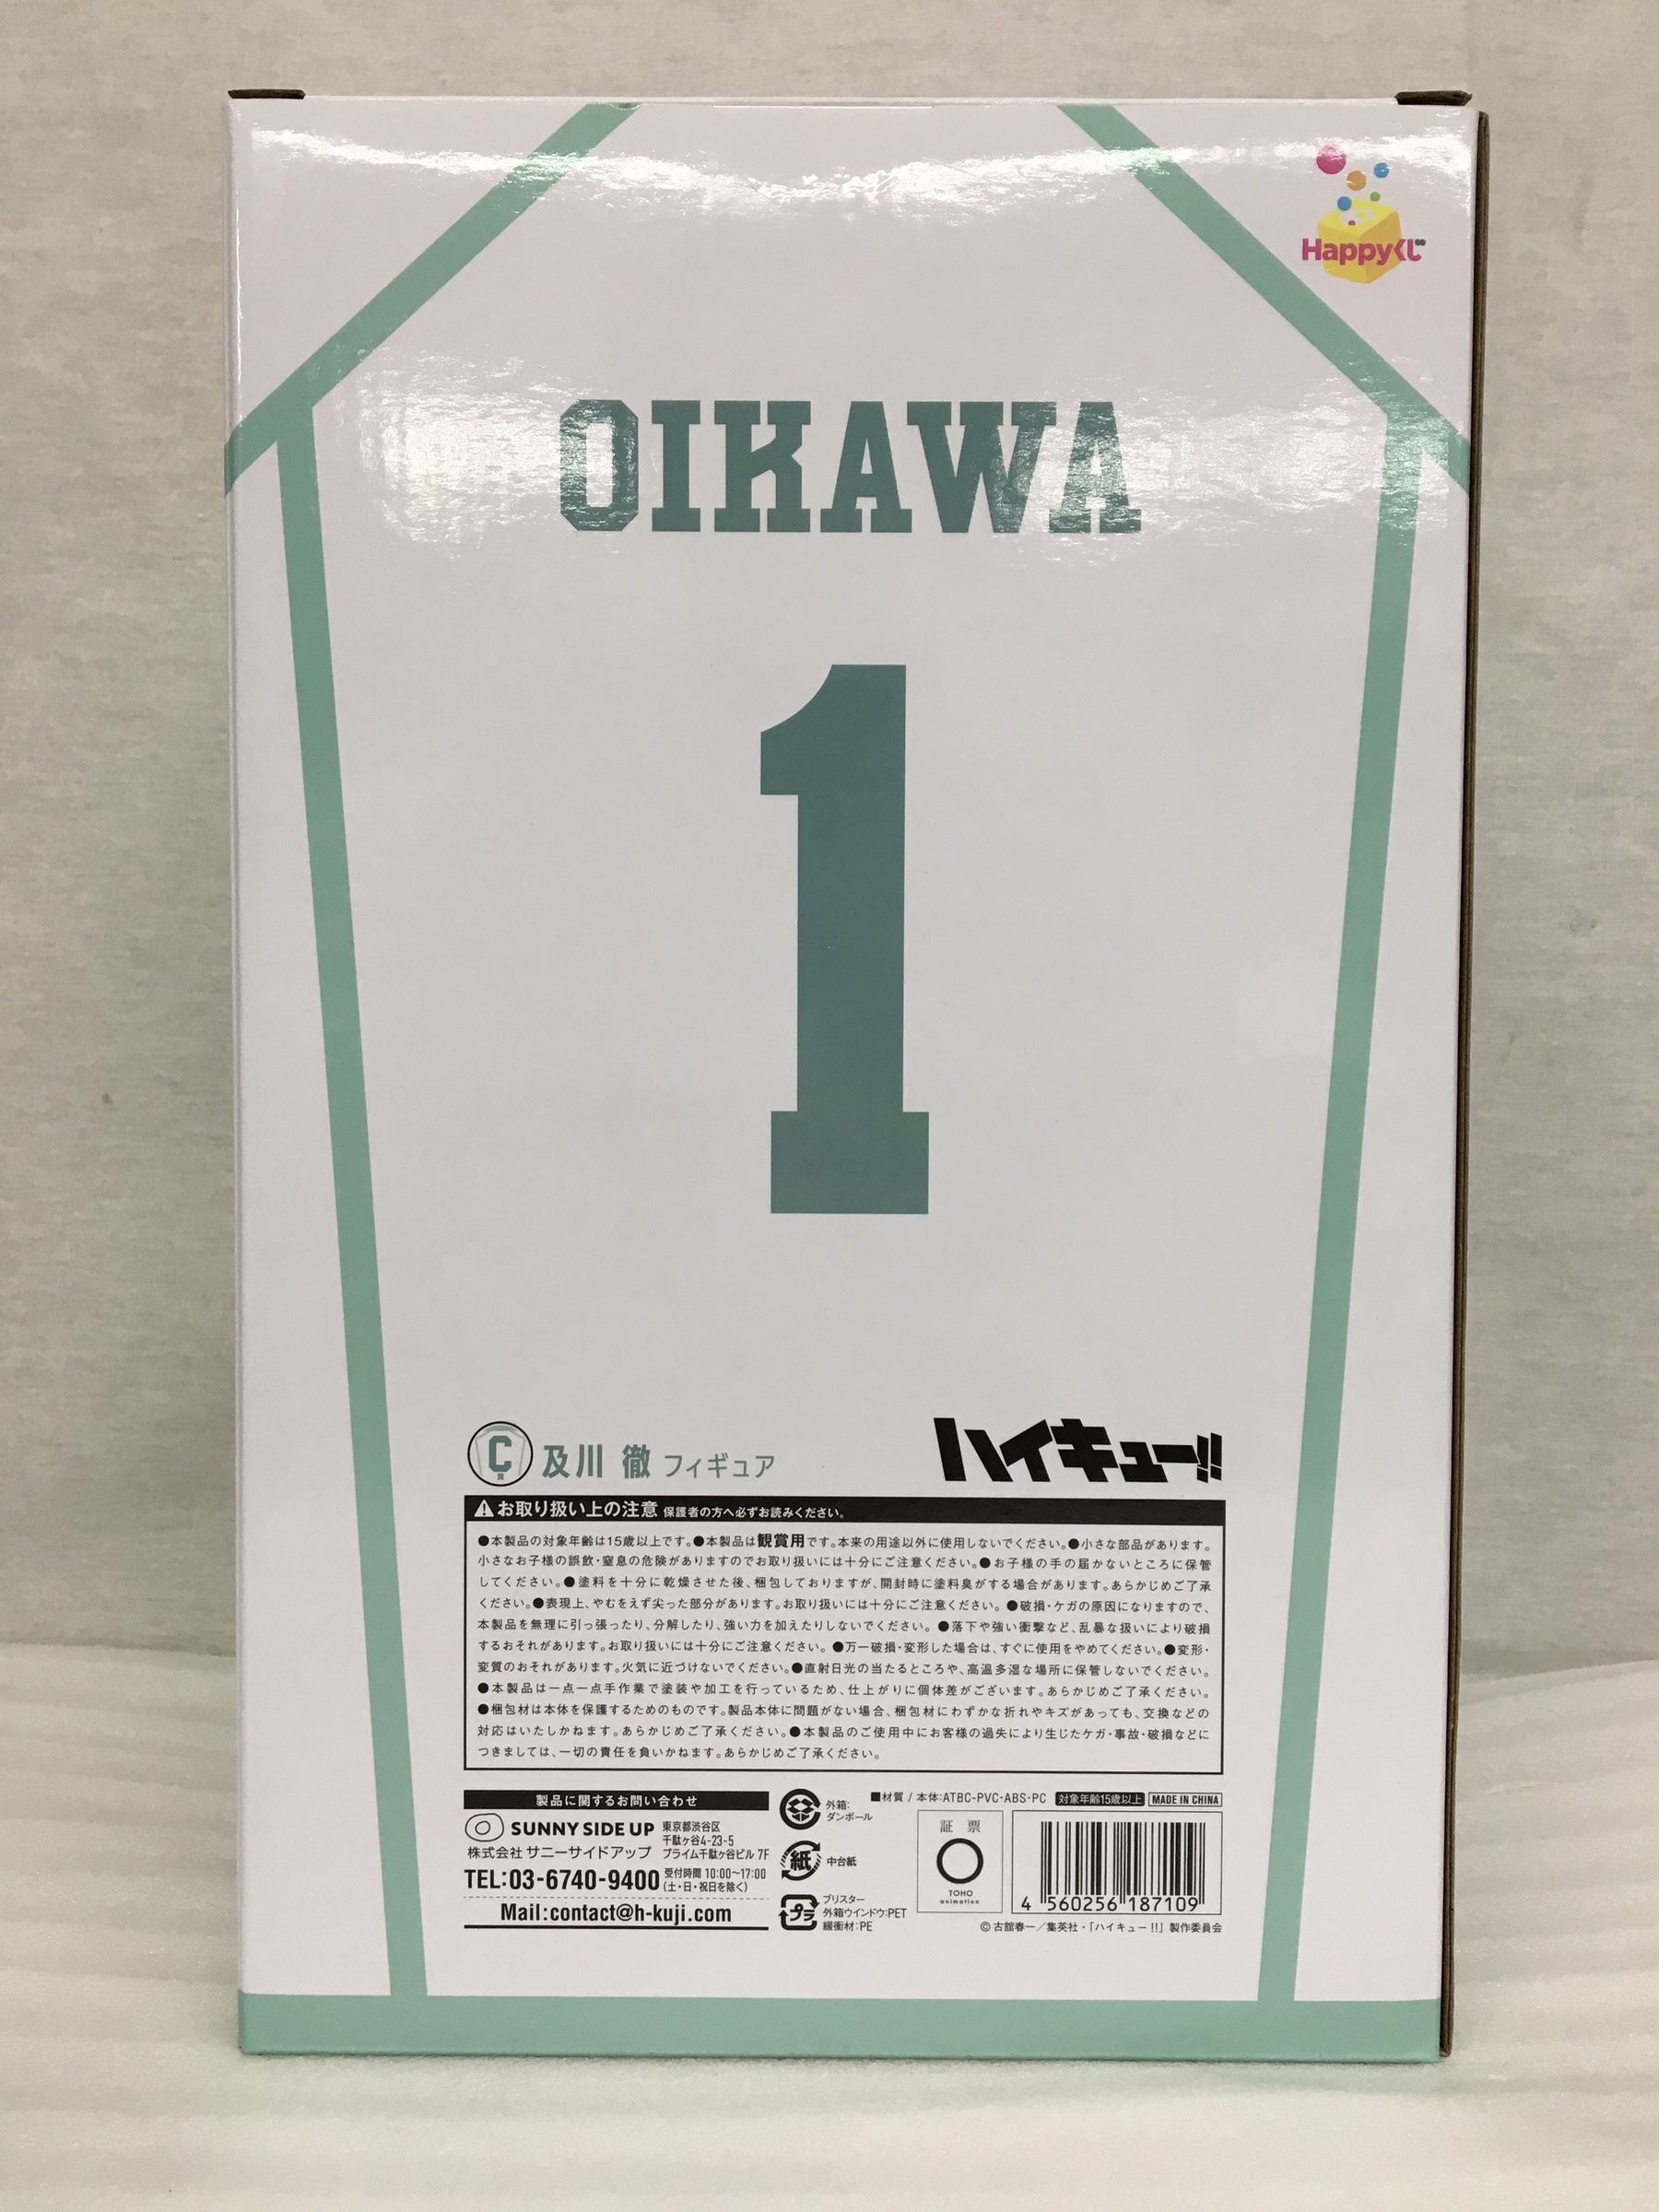 Happyくじ
OIKAWA
1
C賞 及川 徹 フィギュア
ハイキュー!!
お取り扱い上の注意 保護者の方へ必ずお読みください。
●本製品の対象年齢は15歳以上です。●本製品は観賞用です。本来の用途以外に使用しないでください。●小さな部品があります。
小さなお子様の誤飲・窒息の危険がありますのでお取り扱いには十分にご注意ください。●お子様の手の届かないところに保管
してください。●塗料を十分に乾燥させた後、梱包しておりますが、開封時に塗料臭がする場合があります。あらかじめご了承
ください。●表現上、やむをえず尖った部分があります。お取り扱いには十分にご注意ください。●破損・ケガの原因になりますので、
本製品を無理に引っ張ったり、分解したり、強い力を加えたりしないでください。●落下や強い衝撃など、乱暴な扱いにより破損
するおそれがあります。お取り扱いには十分にご注意ください。●万一破損・変形した場合は、すぐに使用をやめてください。●変形・
変質のおそれがあります。火気に近づけないでください。●直射日光の当たるところや、高温多湿な場所に保管しないでください。
●本製品は一点一点手作業で塗装や加工を行っているため、仕上がりに個体差がございます。あらかじめご了承ください。
●梱包材は本体を保護するためのものです。製品本体に問題がない場合、梱包材にわずかな折れやキズがあっても、交換などの
対応はいたしかねます。あらかじめご了承ください。●本製品のご使用中にお客様の過失により生じたケガ・事故・破損などに
つきましては、一切の責任を負いかねます。あらかじめご了承ください。
製品に関するお問い合わせ
SUNNY SIDE UP
株式会社 サニーサイドアップ
東京都渋谷区
千駄ヶ谷4-23-5
プライム千駄ヶ谷ビル 7F
TEL:03-6740-9400 受付時間 10:00〜17:00
(土・日・祝日を除く)
Mail:contact@h-kuji.com
外箱:
ダンボール
紙 中台紙
プラ ブリスター
外箱ウインドウ:PET
緩衝材:PE
■材質 / 本体:ATBC-PVC・ABS・PC 対象年齢15歳以上 MADE IN CHINA
証 票
TOHO
animation
4 560256 187109
©古舘春一／集英社・「ハイキュー!!」製作委員会